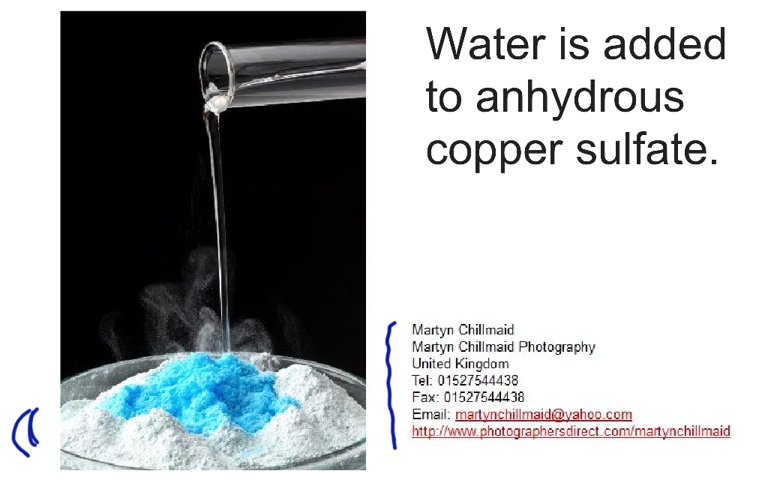 Water is added
to anhydrous
copper sulfate.
Martyn Chillmaid
Martyn Chillmaid Photography
United Kingdom
Tel: 01527544438
Fax: 01527544438
Email: martynchillmaid@yahoo.com
http://www.photographersdirect.com/martynchillmaid